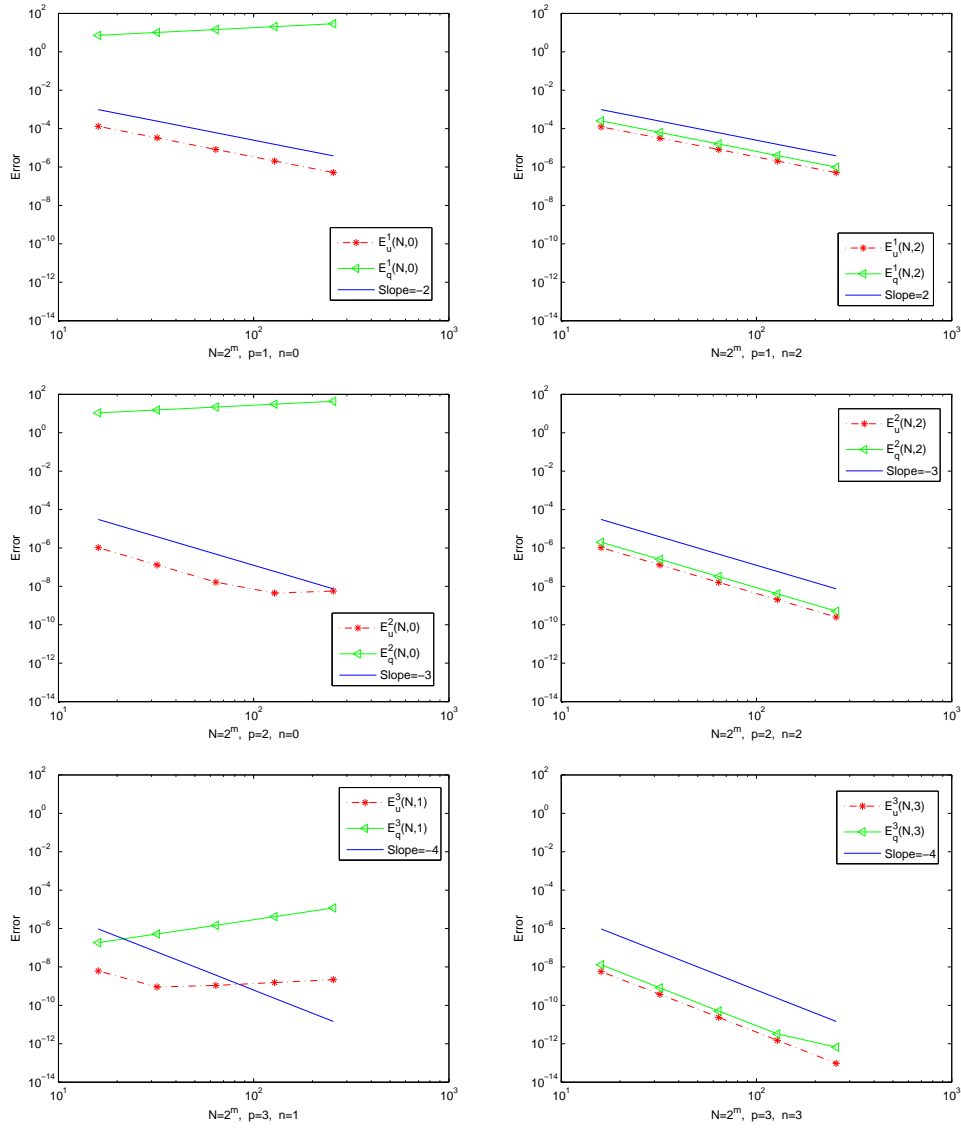 10^2
10^0
10^-2
10^-4
10^-6
10^-8
10^-10
10^-12
10^-14
Error
E_u^1(N,0)
E_q^1(N,0)
Slope=-2
10^1
10^2
10^3
N=2^m, p=1, n=0
10^2
10^0
10^-2
10^-4
10^-6
10^-8
10^-10
10^-12
10^-14
Error
E_u^1(N,2)
E_q^1(N,2)
Slope=2
10^1
10^2
10^3
N=2^m, p=1, n=2
10^2
10^0
10^-2
10^-4
10^-6
10^-8
10^-10
10^-12
10^-14
Error
E_u^2(N,0)
E_q^2(N,0)
Slope=-3
10^1
10^2
10^3
N=2^m, p=2, n=0
10^2
10^0
10^-2
10^-4
10^-6
10^-8
10^-10
10^-12
10^-14
Error
E_u^2(N,2)
E_q^2(N,2)
Slope=-3
10^1
10^2
10^3
N=2^m, p=2, n=2
10^2
10^0
10^-2
10^-4
10^-6
10^-8
10^-10
10^-12
10^-14
Error
E_u^3(N,1)
E_q^3(N,1)
Slope=-4
10^1
10^2
10^3
N=2^m, p=3, n=1
10^2
10^0
10^-2
10^-4
10^-6
10^-8
10^-10
10^-12
10^-14
Error
E_u^3(N,3)
E_q^3(N,3)
Slope=-4
10^1
10^2
10^3
N=2^m, p=3, n=3